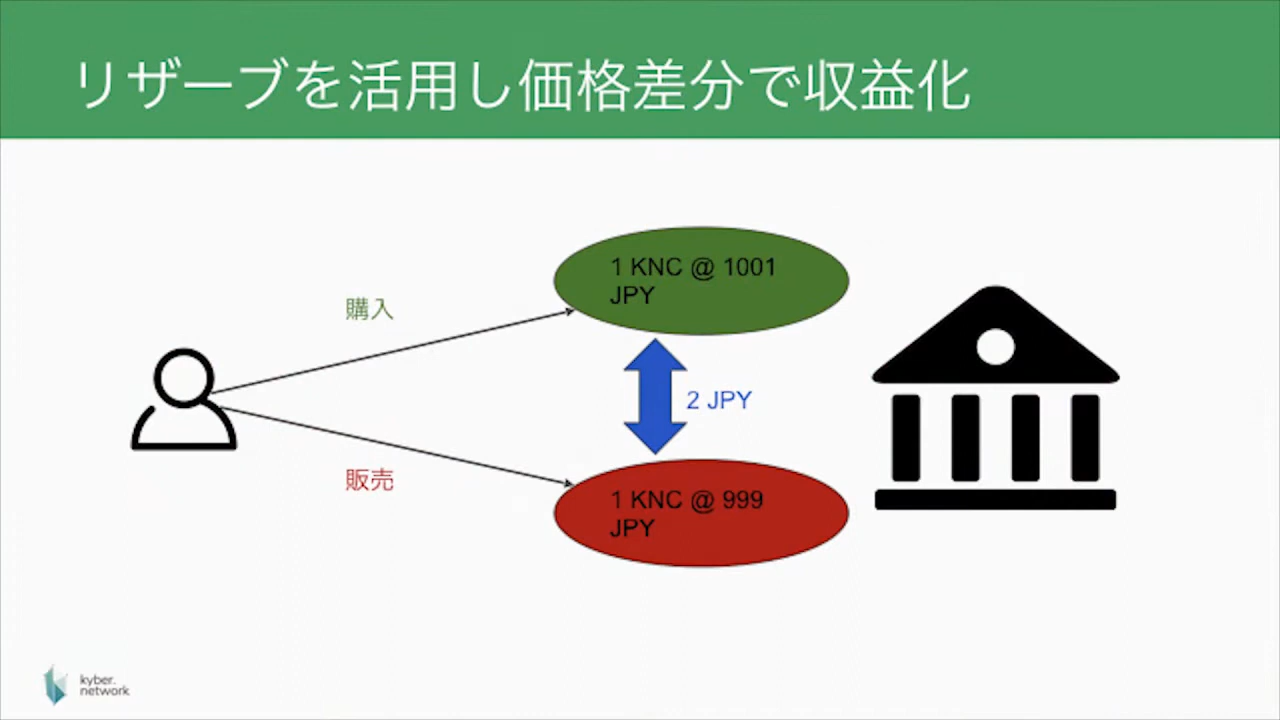 リザーブを活用し価格差分で収益化
1 KNC @ 1001
JPY
購入
2 JPY
販売
1 KNC @ 999
JPY
kyber.
network